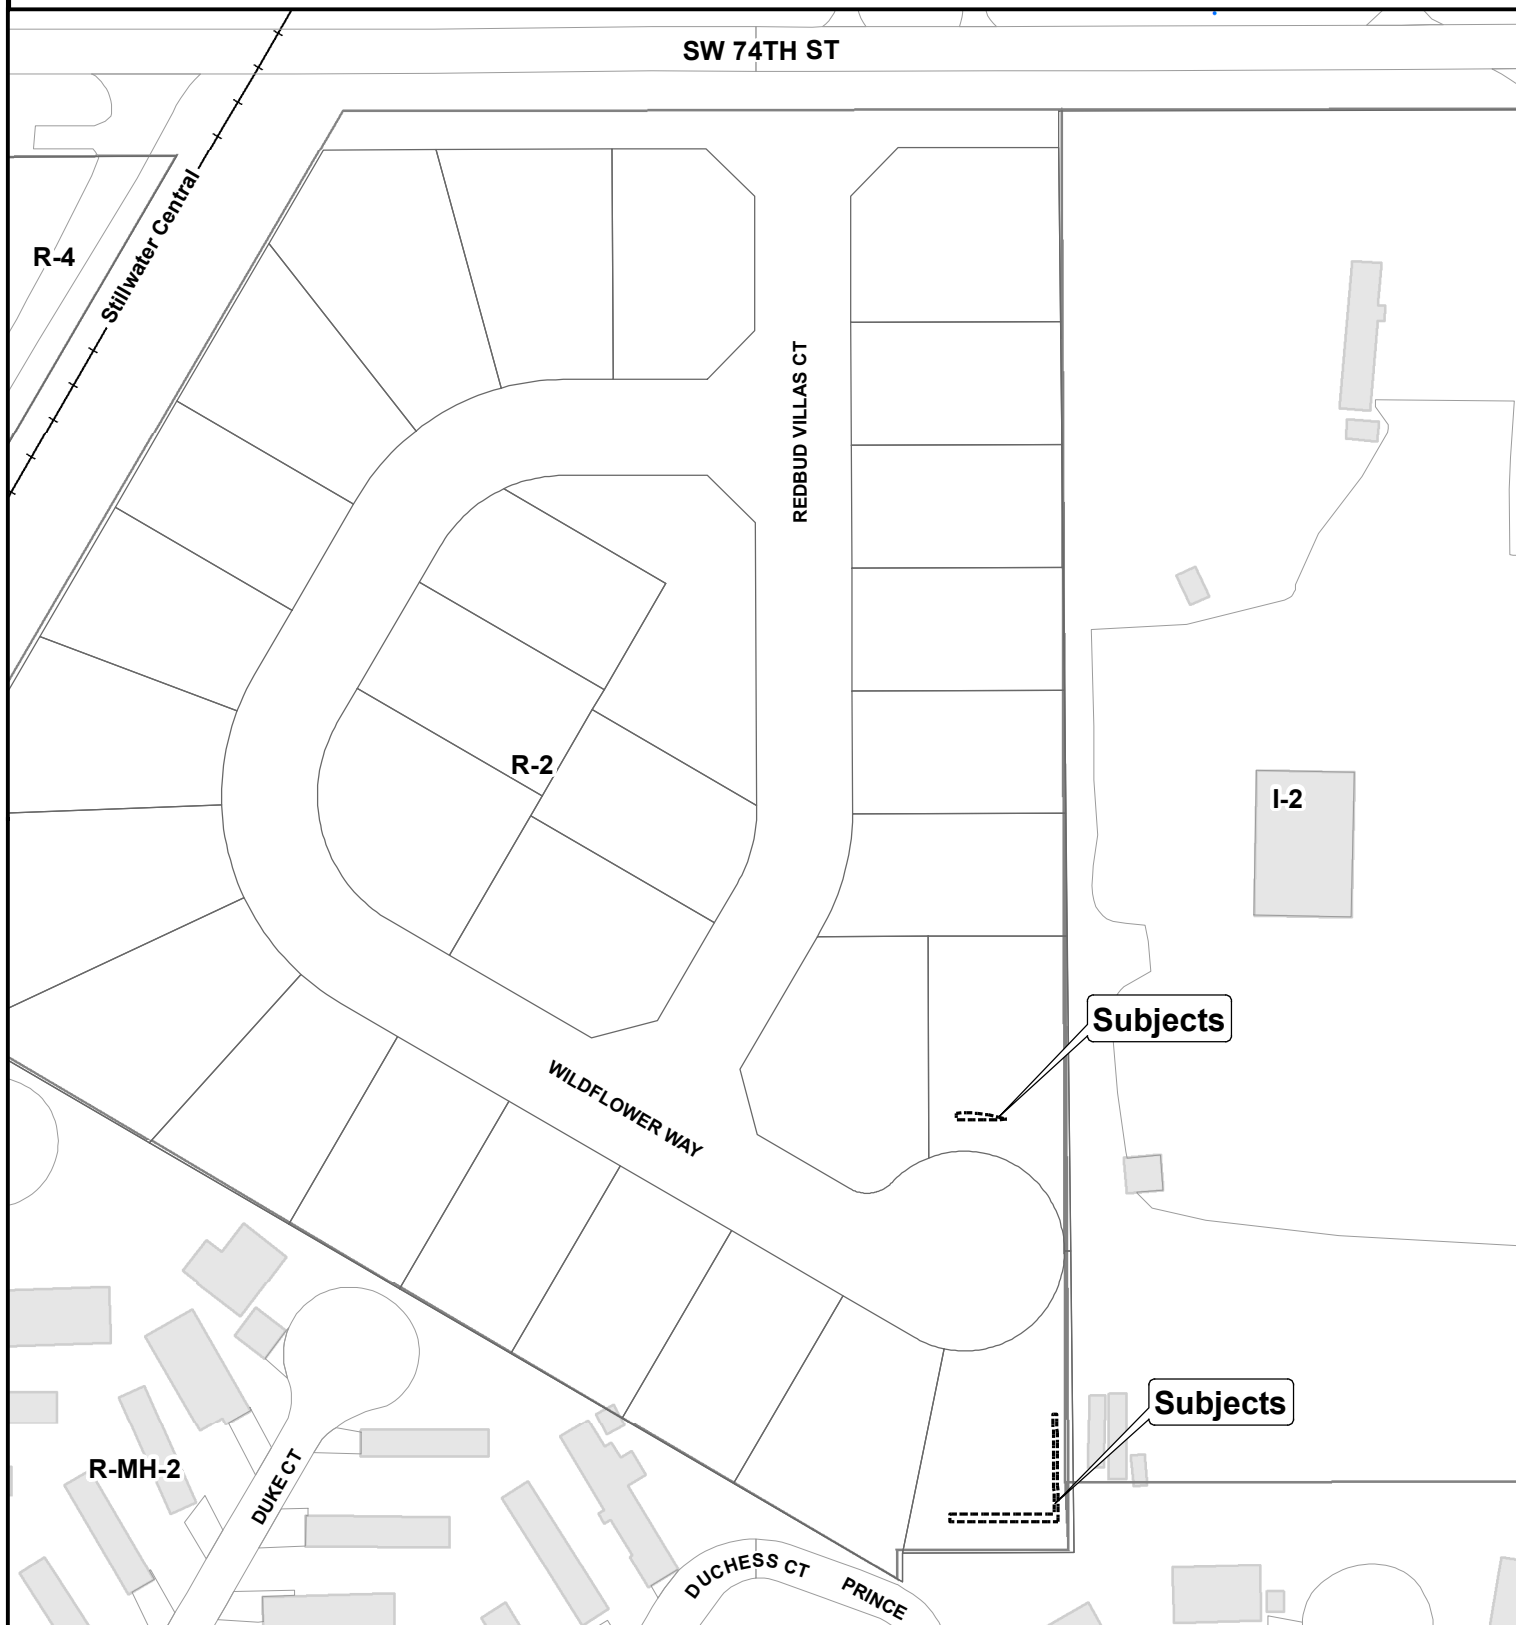 SW 74TH ST
Stillwater Central
R-4
REDBUD VILLAS CT
R-2
I-2
Subjects
WILDFLOWER WAY
Subjects
R-MH-2
DUKE CT
DUCHESS CT
PRINCE